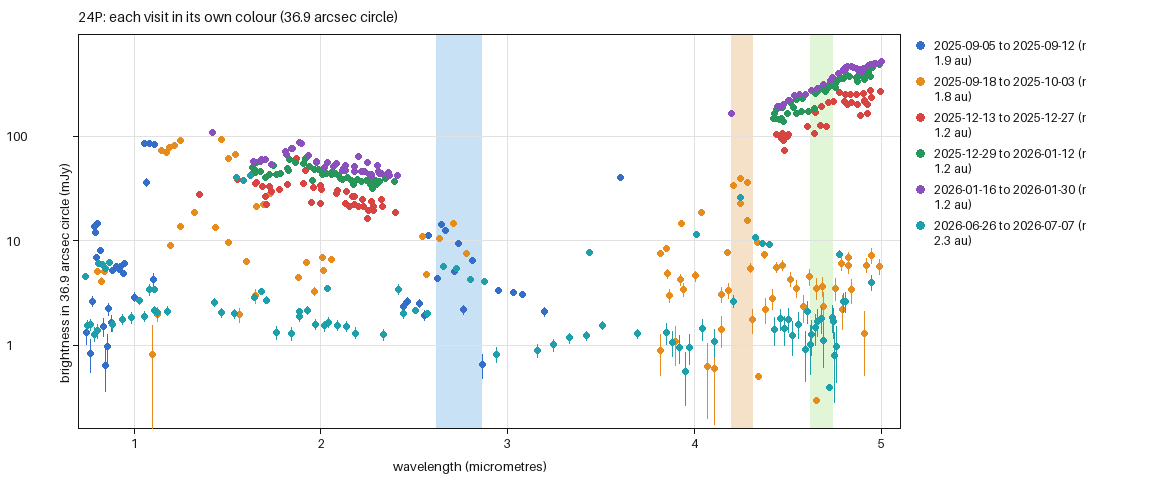 24P: each visit in its own colour (36.9 arcsec circle)
brightness in 36.9 arcsec circle (mJy)
100
10
1
1
2
3
4
5
wavelength (micrometres)
2025-09-05 to 2025-09-12 (r
1.9 au)
2025-09-18 to 2025-10-03 (r
1.8 au)
2025-12-13 to 2025-12-27 (r
1.2 au)
2025-12-29 to 2026-01-12 (r
1.2 au)
2026-01-16 to 2026-01-30 (r
1.2 au)
2026-06-26 to 2026-07-07 (r
2.3 au)